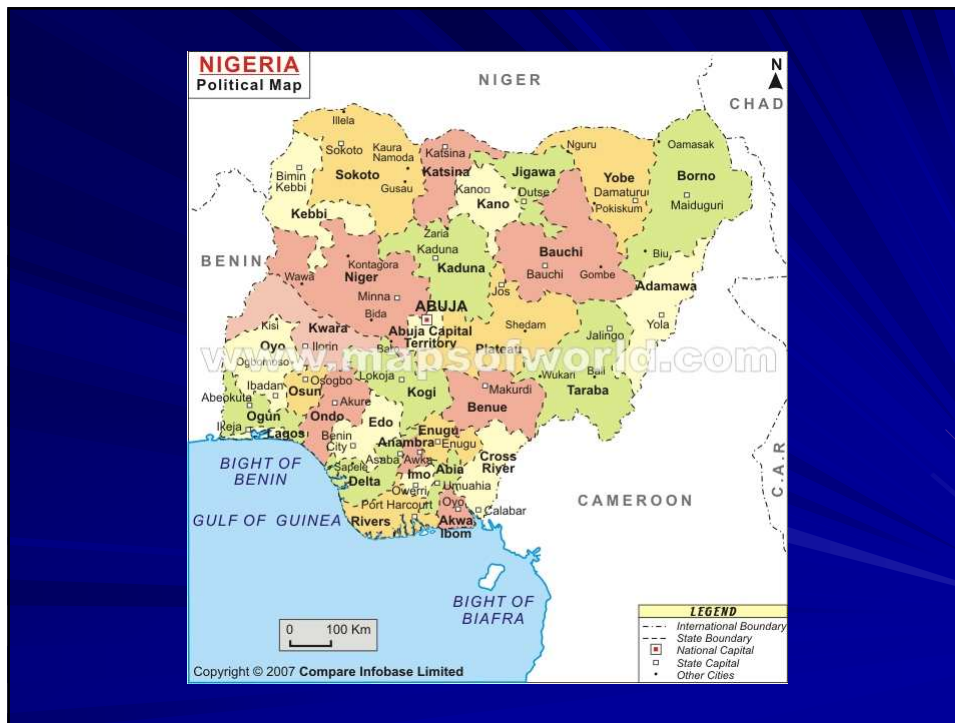 NIGERIA
Political Map
N
NIGER
CHAD
Illela
Sokoto
Kaura
Namoda
Katsina
Nguru
Oamasak
Bimin
Kebbi
Sokoto
Gusau
Katsina
Kano
Kano
Jigawa
Dutse
Yobe
Damaturu
Pokiskum
Borno
Maiduguri
Kebbi
Zaria
Kaduna
Kaduna
Bauchi
Bauchi
Gombe
Biu
BENIN
Wawa
Kontagora
Niger
Minna
Bida
Jos
Adamawa
Yola
ABUJA
Abuja Capital
Territory
Kisi
Kwara
Ilorin
Shedam
Plateau
Jalingo
Oyo
Ogbomoso
www.mapsofworld.com
Lokoja
Wukari
Bali
Taraba
Ibadan
Osogbo
Osun
Kogi
Makurdi
Benue
Abeokuta
Akure
Ogun
Ondo
Edo
Ikeja
Lagos
Benin
City
Enugu
Enugu
Anambra
Asaba
Awka
Cross
River
Sapele
Delta
Imo
Abia
Umuahia
Owerri
BIGHT OF
BENIN
Port Harcourt
Oyo
GULF OF GUINEA
Rivers
Akwa
Ibom
Calabar
CAMEROON
C.A.R
BIGHT OF
BIAFRA
0 100 Km
LEGEND
International Boundary
State Boundary
National Capital
State Capital
Other Cities
Copyright © 2007 Compare Infobase Limited